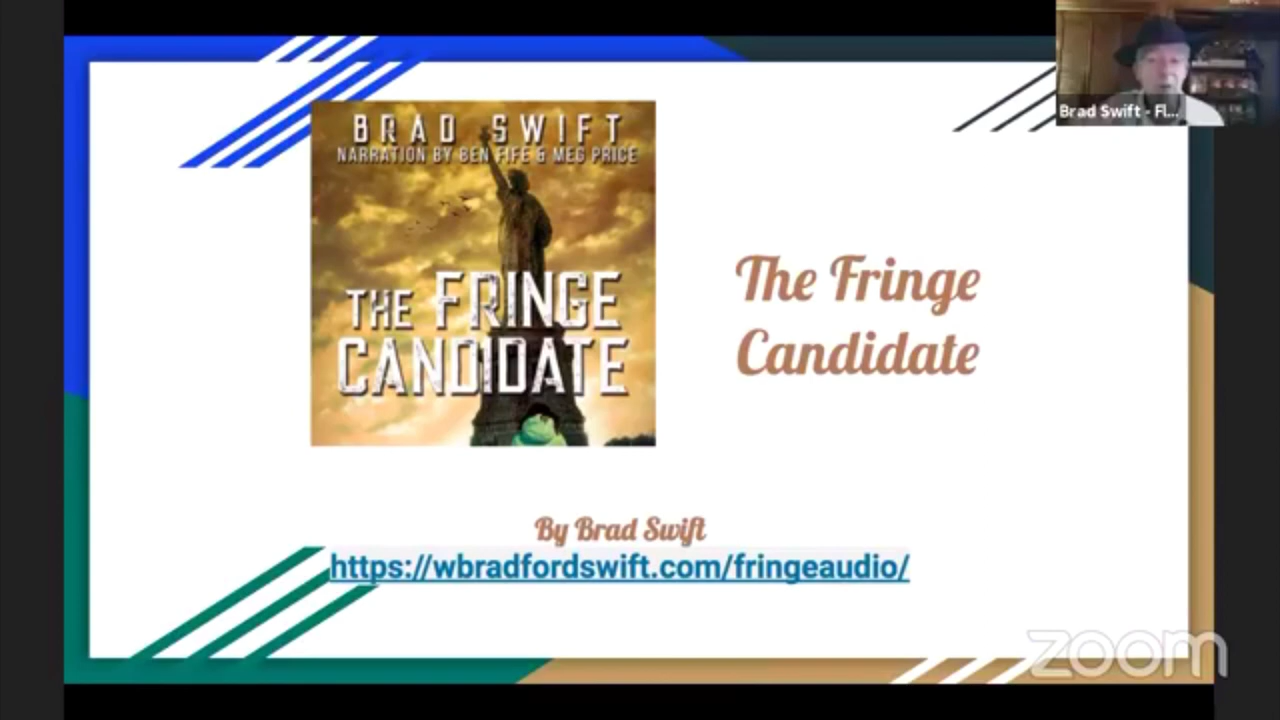 BRAD SWIFT
NARRATION BY BEN FIFE & MEG PRICE
THE FRINGE
CANDIDATE
The Fringe
Candidate
By Brad Swift
https://wbradfordswift.com/fringeaudio/
Brad Swift - Fl...
zoom